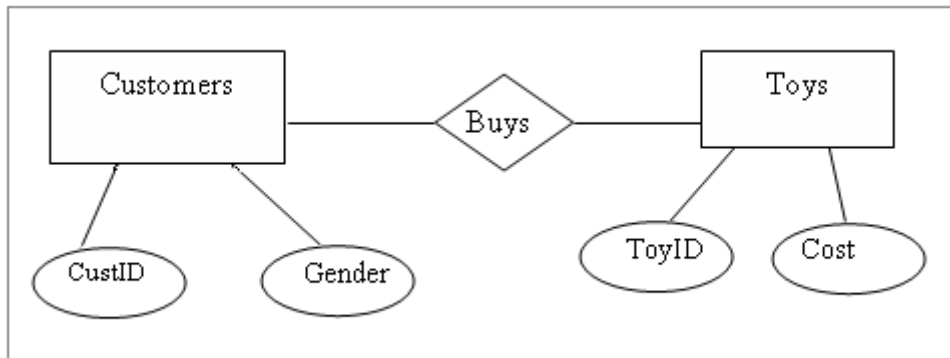 Customers
Buys
Toys
CustID
Gender
ToyID
Cost